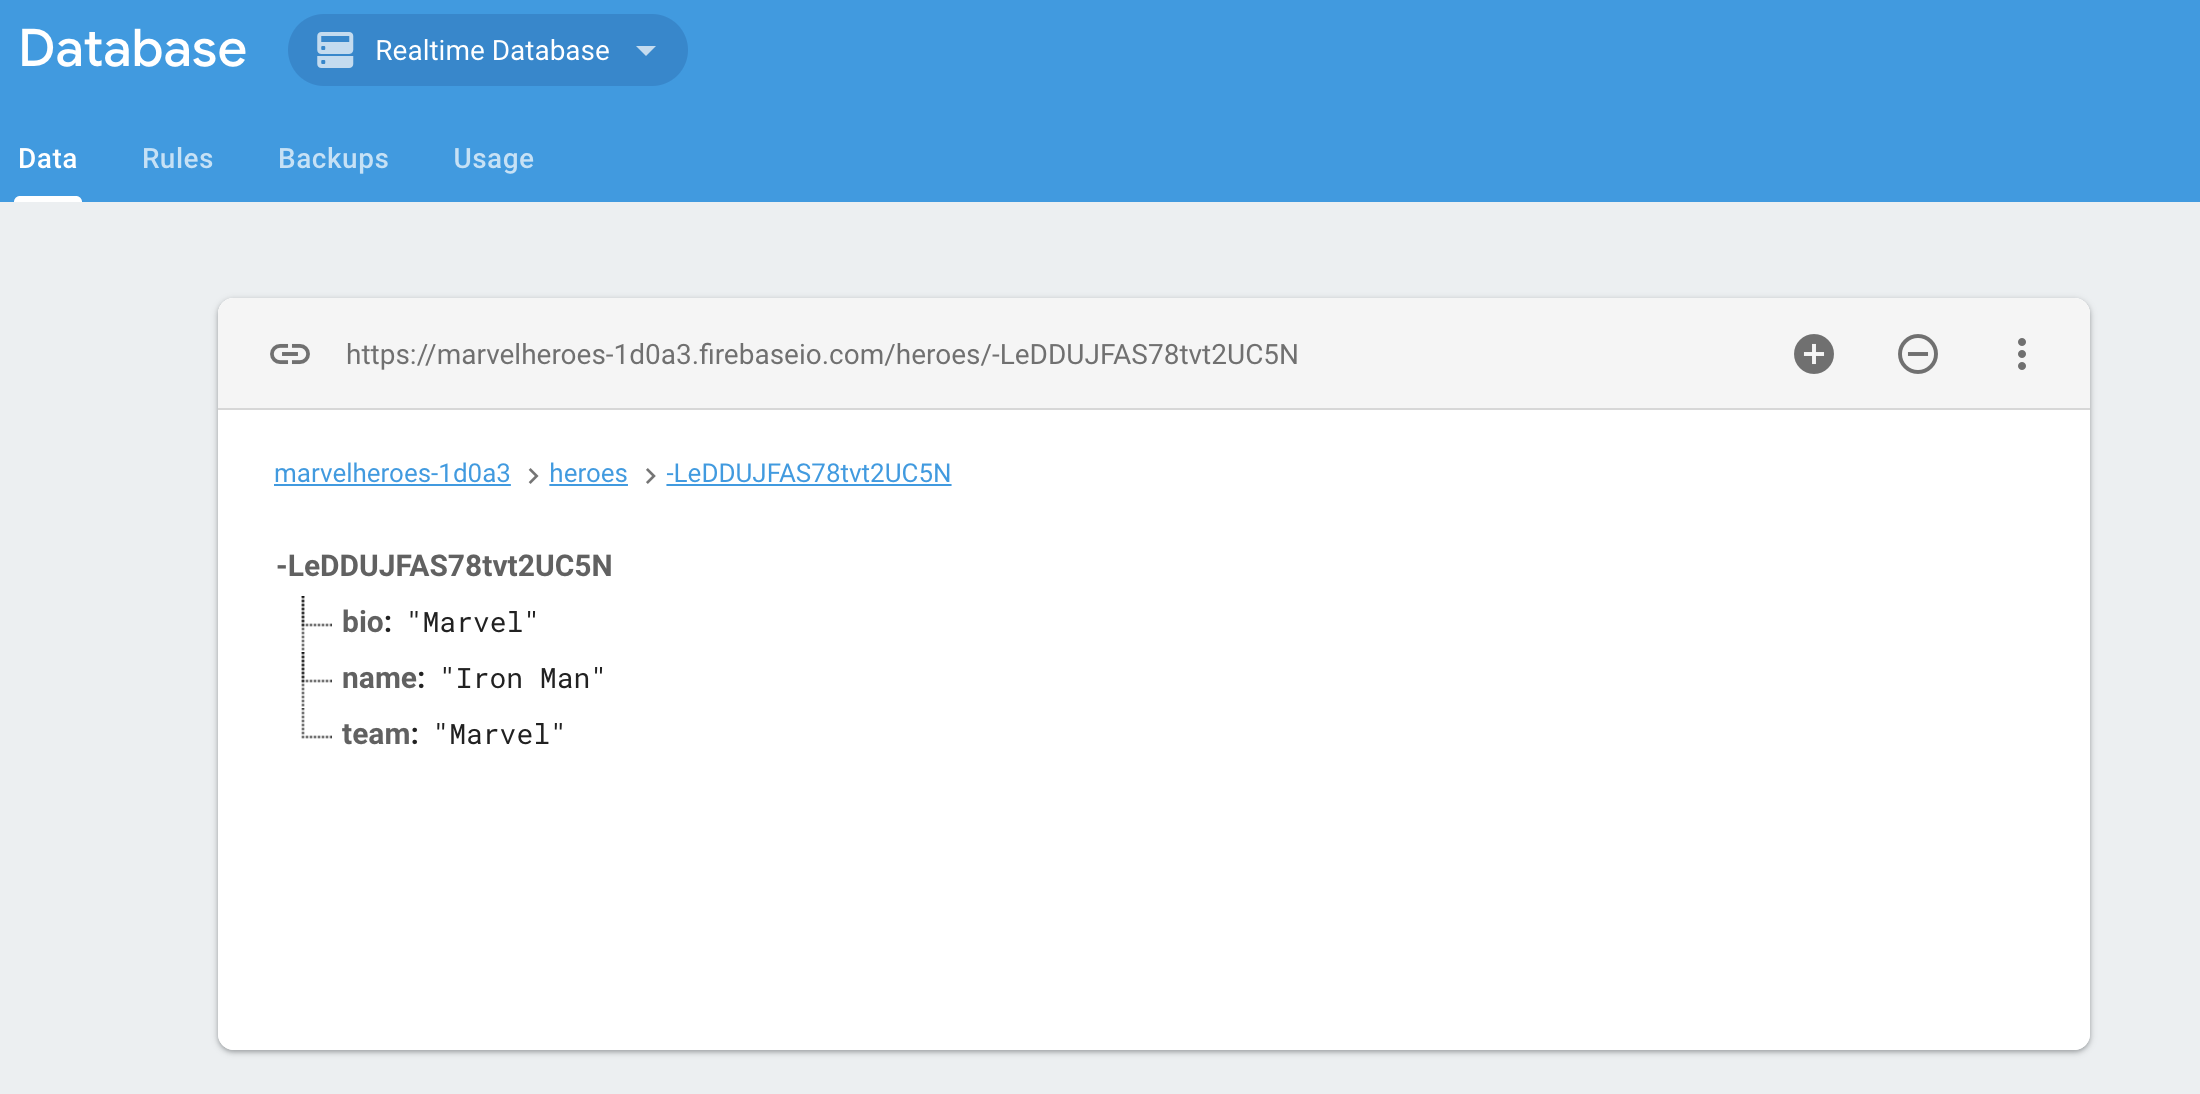 Database Realtime Database
Data Rules Backups Usage
https://marvelheroes-1d0a3.firebaseio.com/heroes/-LeDDUJFAS78tvt2UC5N
marvelheroes-1d0a3 > heroes > -LeDDUJFAS78tvt2UC5N
-LeDDUJFAS78tvt2UC5N
bio: "Marvel"
name: "Iron Man"
team: "Marvel"